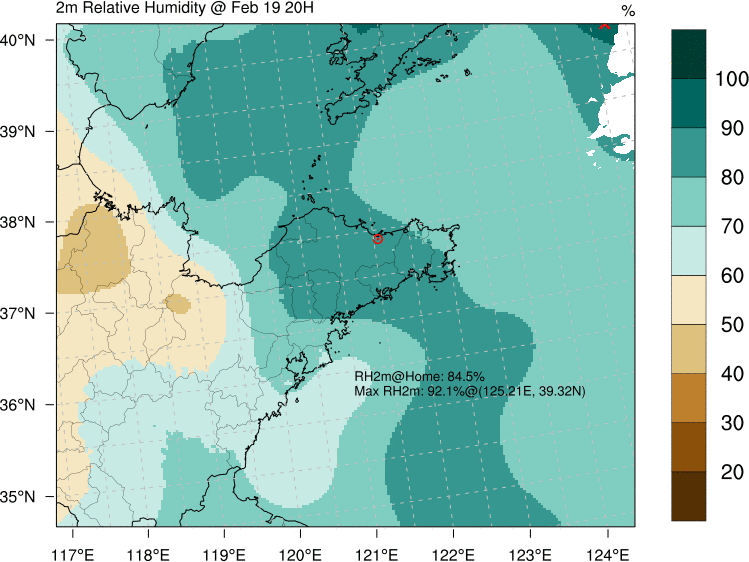 2m Relative Humidity @ Feb 19 20H
%
40°N
39°N
38°N
37°N
36°N
35°N
100
90
80
70
60
50
40
30
20
RH2m@Home: 84.5%
Max RH2m: 92.1%@(125.21E, 39.32N)
117°E 118°E 119°E 120°E 121°E 122°E 123°E 124°E